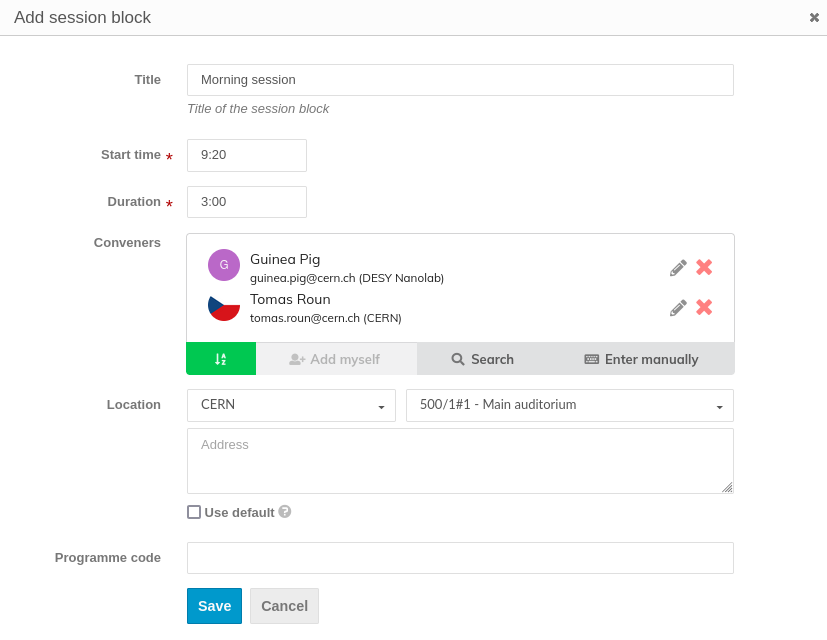 Add session block ✖
Title
Morning session
Title of the session block
Start time *
9:20
Duration *
3:00
Conveners
G
Guinea Pig
guinea.pig@cern.ch (DESY Nanolab)
Tomas Roun
tomas.roun@cern.ch (CERN)
Add myself
Search
Enter manually
Location
CERN
500/1#1 - Main auditorium
Address
Use default ?
Programme code
Save
Cancel